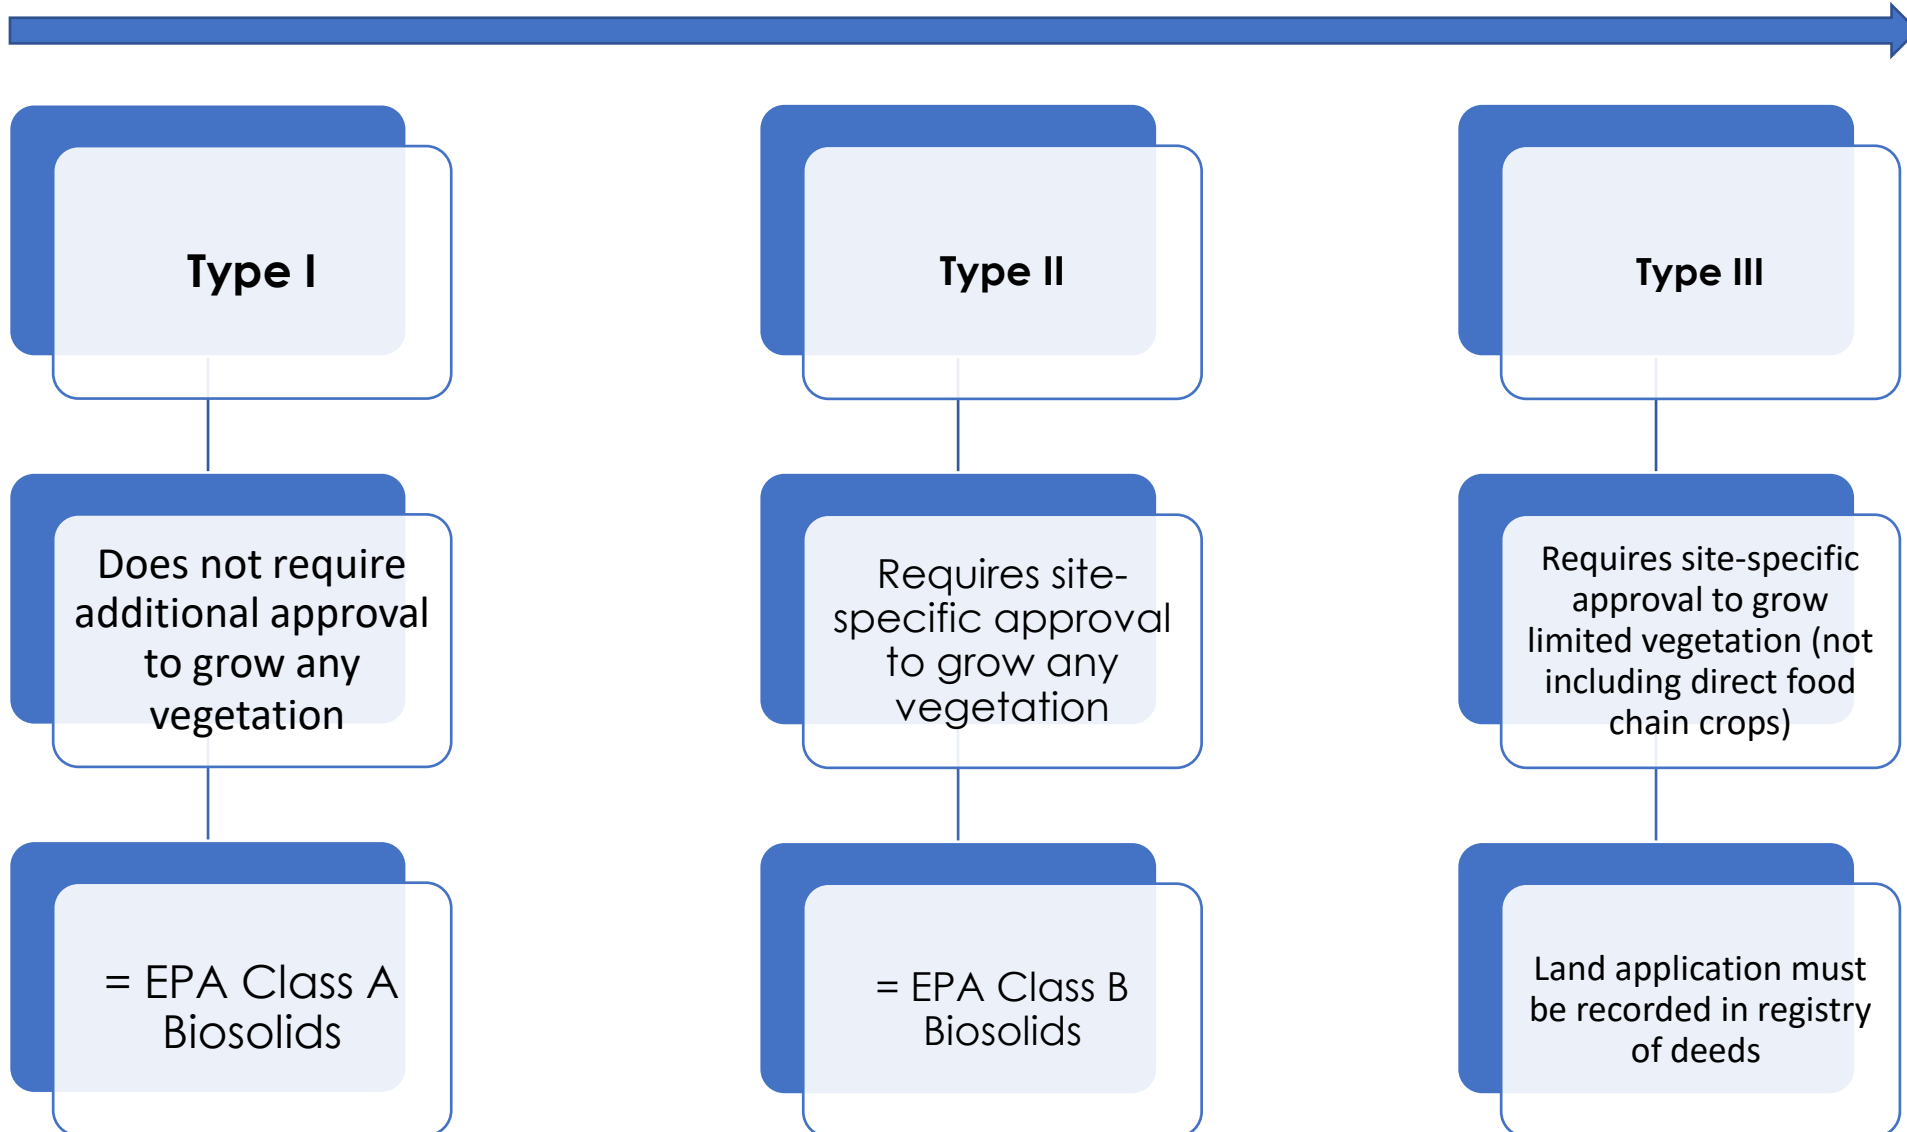 Type I
Does not require
additional approval
to grow any
vegetation
= EPA Class A
Biosolids
Type II
Requires site-
specific approval
to grow any
vegetation
= EPA Class B
Biosolids
Type III
Requires site-specific
approval to grow
limited vegetation (not
including direct food
chain crops)
Land application must
be recorded in registry
of deeds